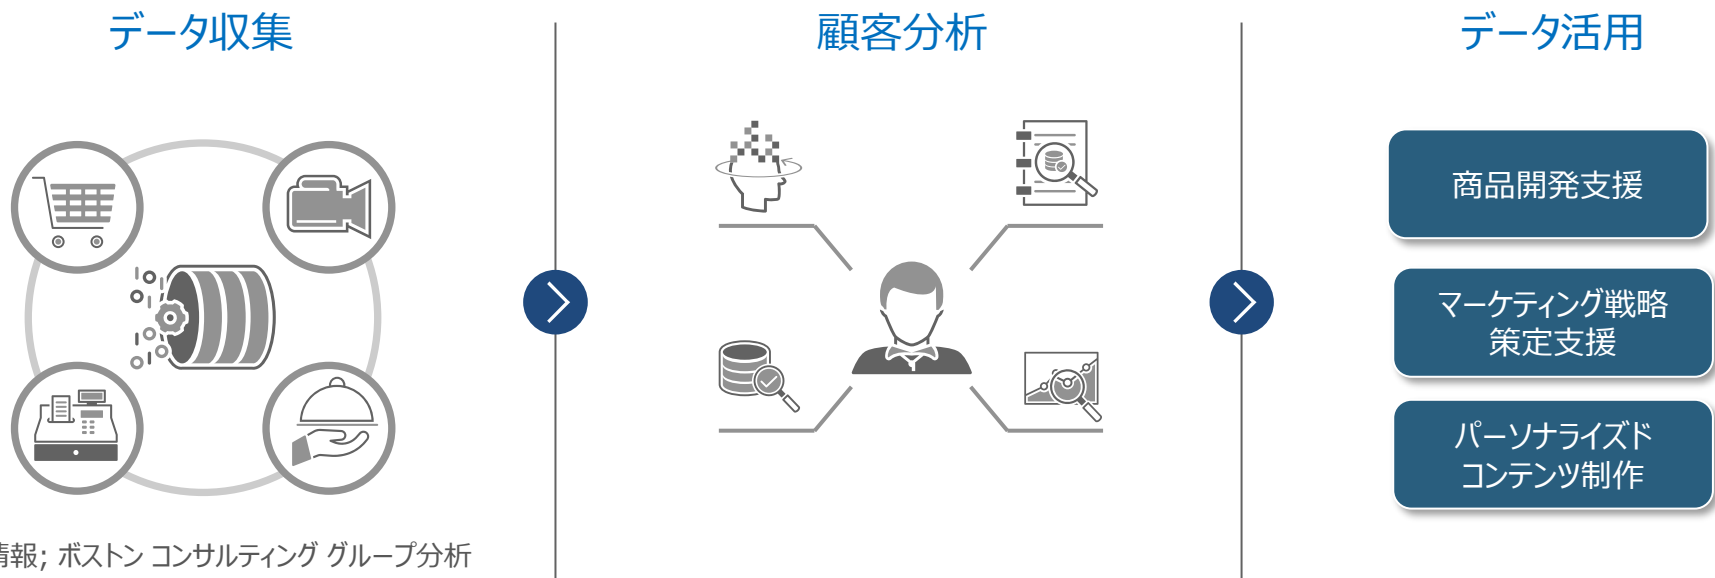 データ収集
顧客分析
データ活用
商品開発支援
マーケティング戦略
策定支援
パーソナライズド
コンテンツ制作
情報; ボストン コンサルティング グループ分析